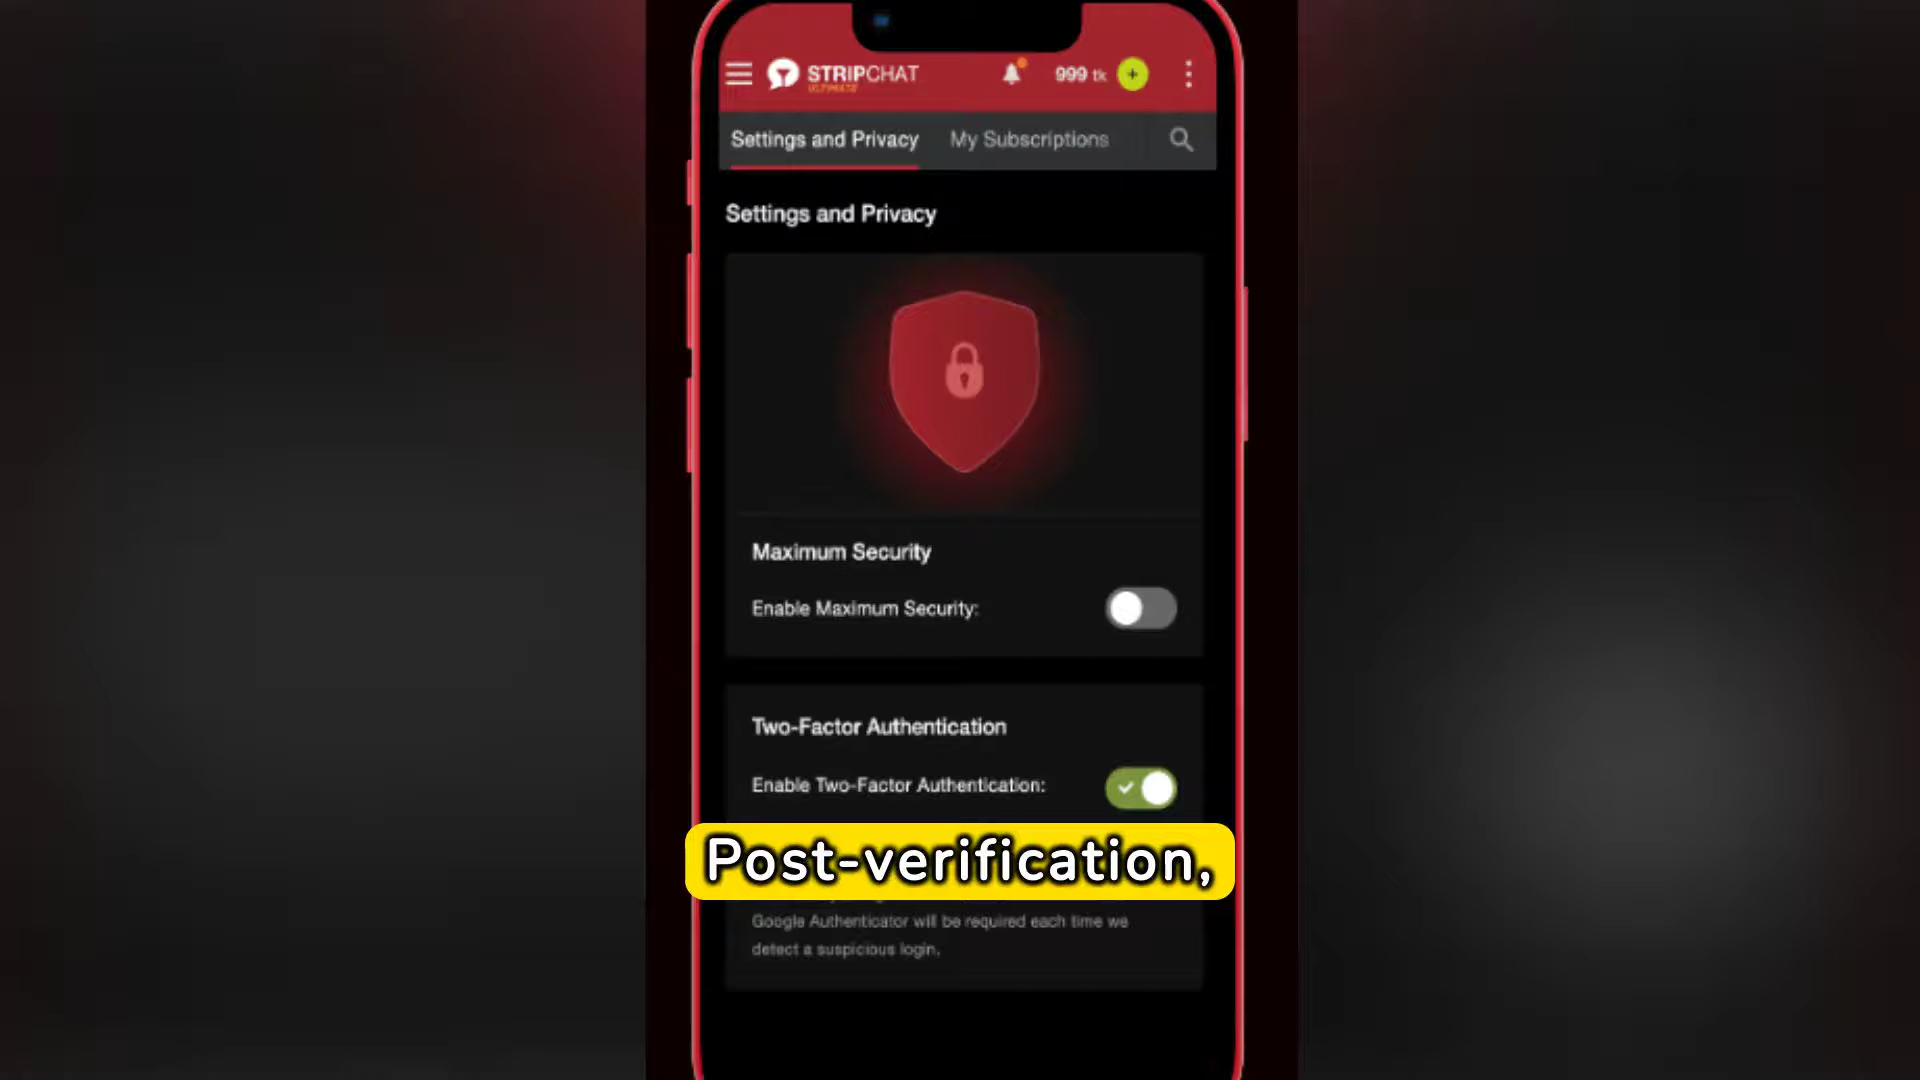 STRIPCHAT
ULTIMATE
999 tk
Settings and Privacy
My Subscriptions
Settings and Privacy
Maximum Security
Enable Maximum Security:
Two-Factor Authentication
Enable Two-Factor Authentication:
Post-verification,
Google Authenticator will be required each time we
detect a suspicious login.